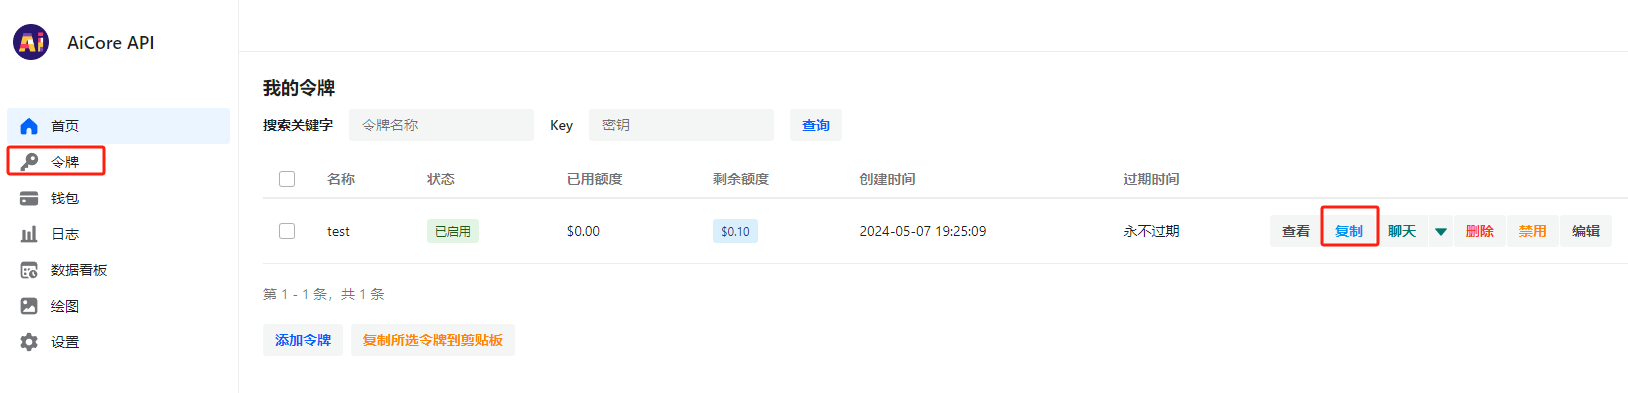 AiCore API
首页
令牌
钱包
日志
数据看板
绘图
设置
我的令牌
搜索关键字 令牌名称 Key 密钥 查询
名称 状态 已用额度 剩余额度 创建时间 过期时间
test 已启用 $0.00 $0.10 2024-05-07 19:25:09 永不过期 查看 复制 聊天 删除 禁用 编辑
第 1 - 1 条，共 1 条
添加令牌 复制所选令牌到剪贴板